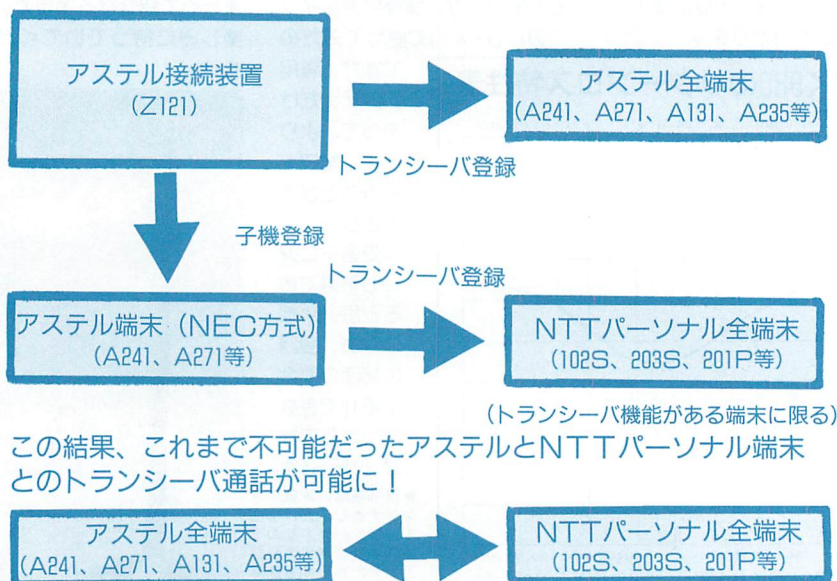 アステル接続装置
(Z121)
アステル全端末
(A241、A271、A131、A235等)
トランシーバ登録
子機登録
トランシーバ登録
アステル端末(NEC方式)
(A241、A271等)
NTTパーソナル全端末
(102S、203S、201P等)
(トランシーバ機能がある端末に限る)
この結果、これまで不可能だったアステルとNTTパーソナル端末
とのトランシーバ通話が可能に!
アステル全端末
(A241、A271、A131、A235等)
NTTパーソナル全端末
(102S、203S、201P等)